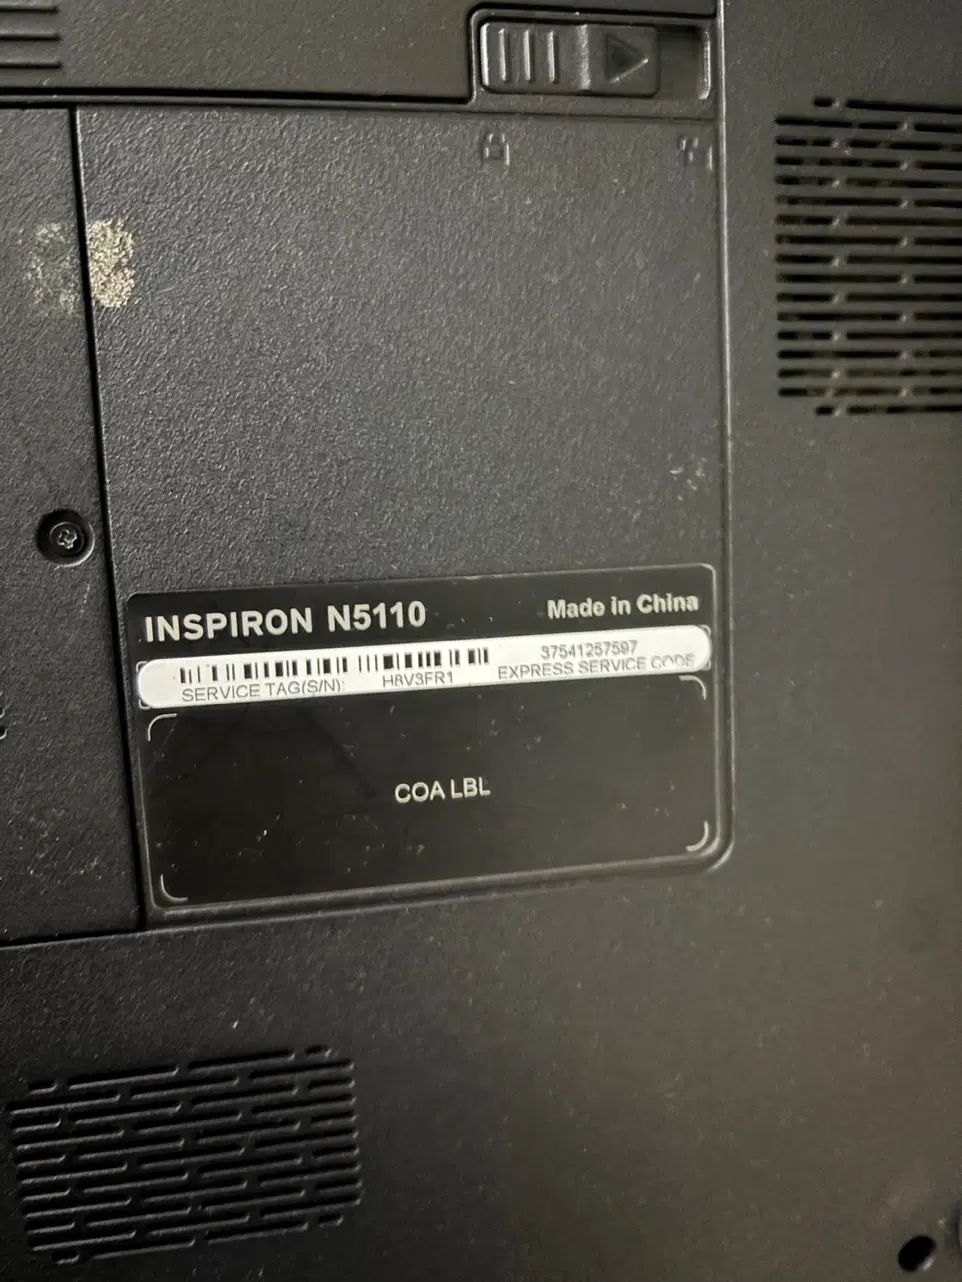 INSPIRON N5110
Made in China
37541257597
SERVICE TAG(S/N): H8V3FR1 EXPRESS SERVICE CODE
COA LBL